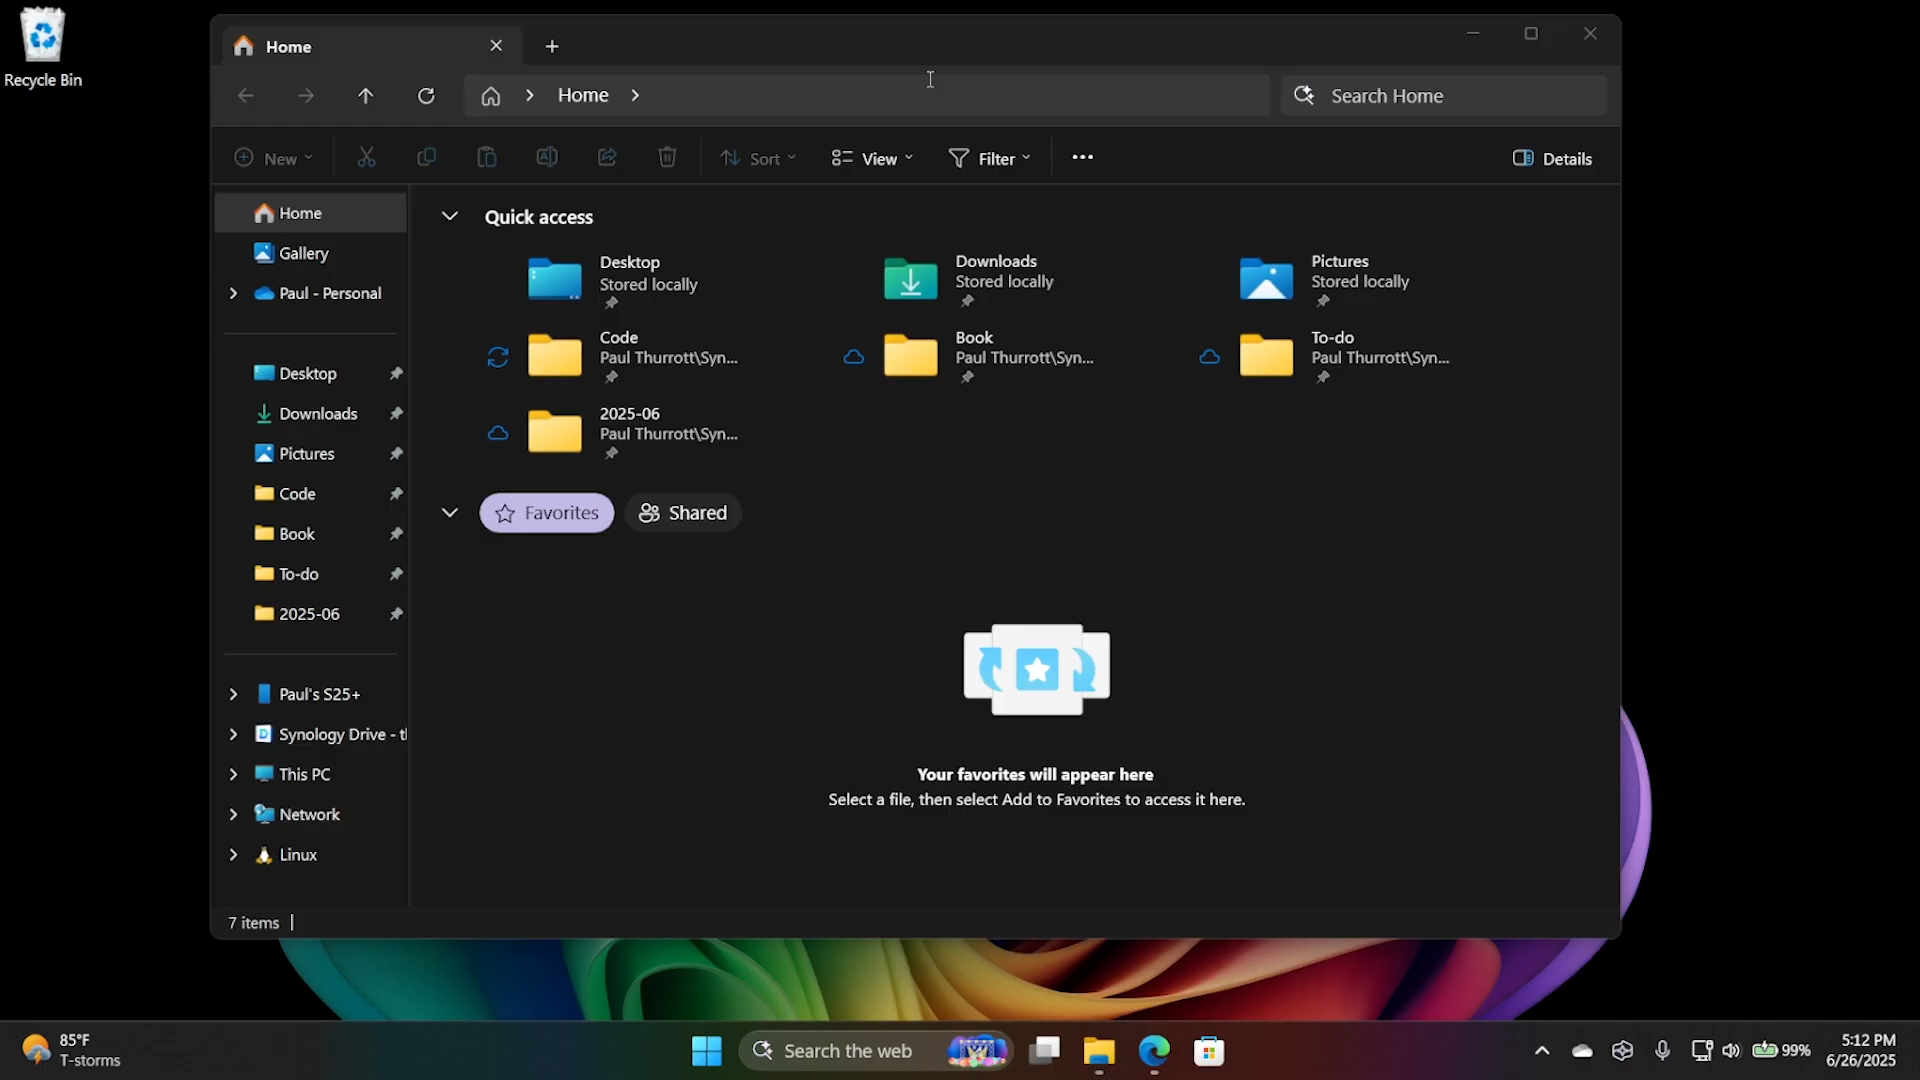 Recycle Bin
Home
Home
Search Home
New
Sort
View
Filter
Details
Home
Gallery
Paul - Personal
Desktop
Downloads
Pictures
Code
Book
To-do
2025-06
Paul's S25+
Synology Drive - tl
This PC
Network
Linux
Quick access
Desktop
Stored locally
Downloads
Stored locally
Pictures
Stored locally
Code
Paul Thurrott\Syn...
Book
Paul Thurrott\Syn...
To-do
Paul Thurrott\Syn...
2025-06
Paul Thurrott\Syn...
Favorites
Shared
Your favorites will appear here
Select a file, then select Add to Favorites to access it here.
7 items
85°F
T-storms
Search the web
99%
5:12 PM
6/26/2025